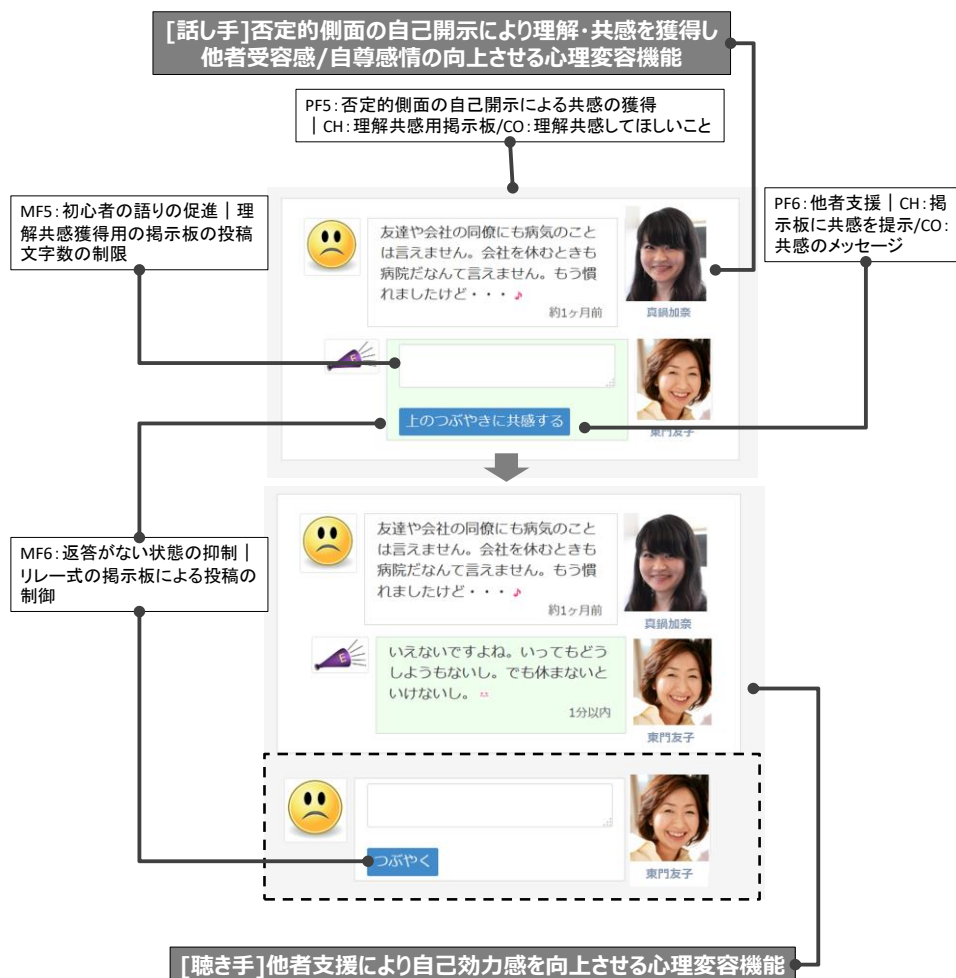 [話し手]否定的側面の自己開示により理解・共感を獲得し
他者受容感/自尊感情の向上させる心理変容機能
PF5：否定的側面の自己開示による共感の獲得
｜CH：理解共感用掲示板/CO：理解共感してほしいこと
MF5：初心者の語りの促進｜理
解共感獲得用の掲示板の投稿
文字数の制限
PF6：他者支援｜CH：掲
示板に共感を提示/CO：
共感のメッセージ
友達や会社の同僚にも病気のこと
は言えません。会社を休むときも
病院だなんて言えません。もう慣
れましたけど・・・
約1ヶ月前
真鍋加奈
E
上のつぶやきに共感する
東門友子
MF6：返答がない状態の抑制｜
リレー式の掲示板による投稿の
制御
友達や会社の同僚にも病気のこと
は言えません。会社を休むときも
病院だなんて言えません。もう慣
れましたけど・・・
約1ヶ月前
真鍋加奈
E
いえないですよね。いってもどう
しようもないし。でも休まないと
いけないし。
1分以内
東門友子
つぶやく
東門友子
[聴き手]他者支援により自己効力感を向上させる心理変容機能